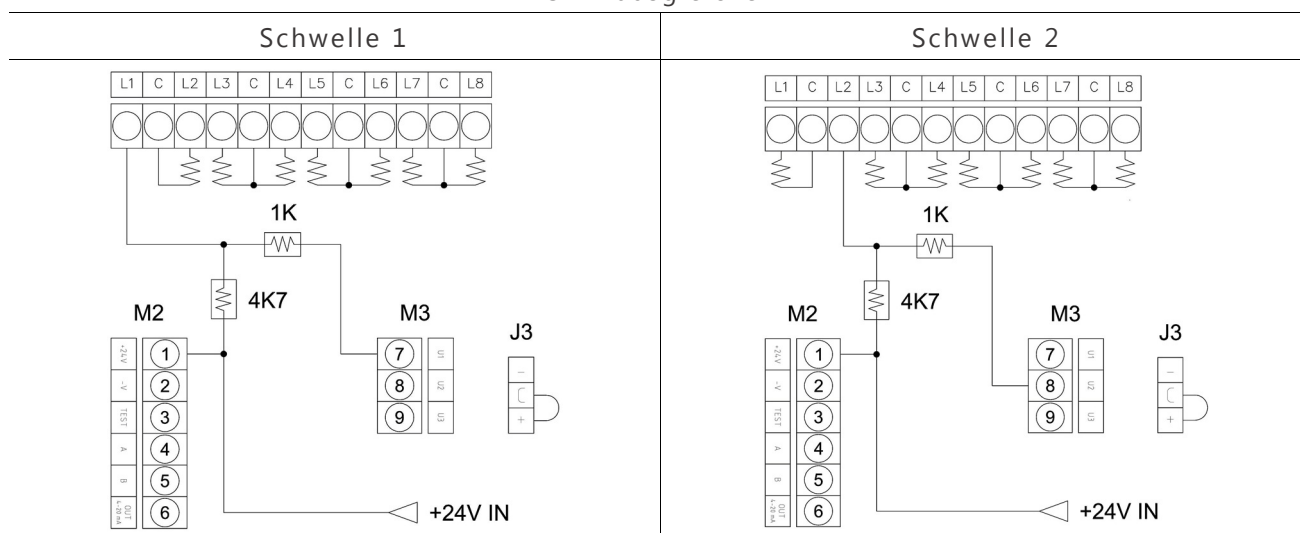 Schwelle 1
L1 C L2 L3 C L4 L5 C L6 L7 C L8
1K
4K7
M2
M3
J3
+24V 1
-V 2
TEST 3
A 4
B 5
OUT 4-20 mA 6
7 U1
8 U2
9 U3
-
U
+
+24V IN
Schwelle 2
L1 C L2 L3 C L4 L5 C L6 L7 C L8
1K
4K7
M2
M3
J3
+24V 1
-V 2
TEST 3
A 4
B 5
OUT 4-20 mA 6
7 U1
8 U2
9 U3
-
U
+
+24V IN